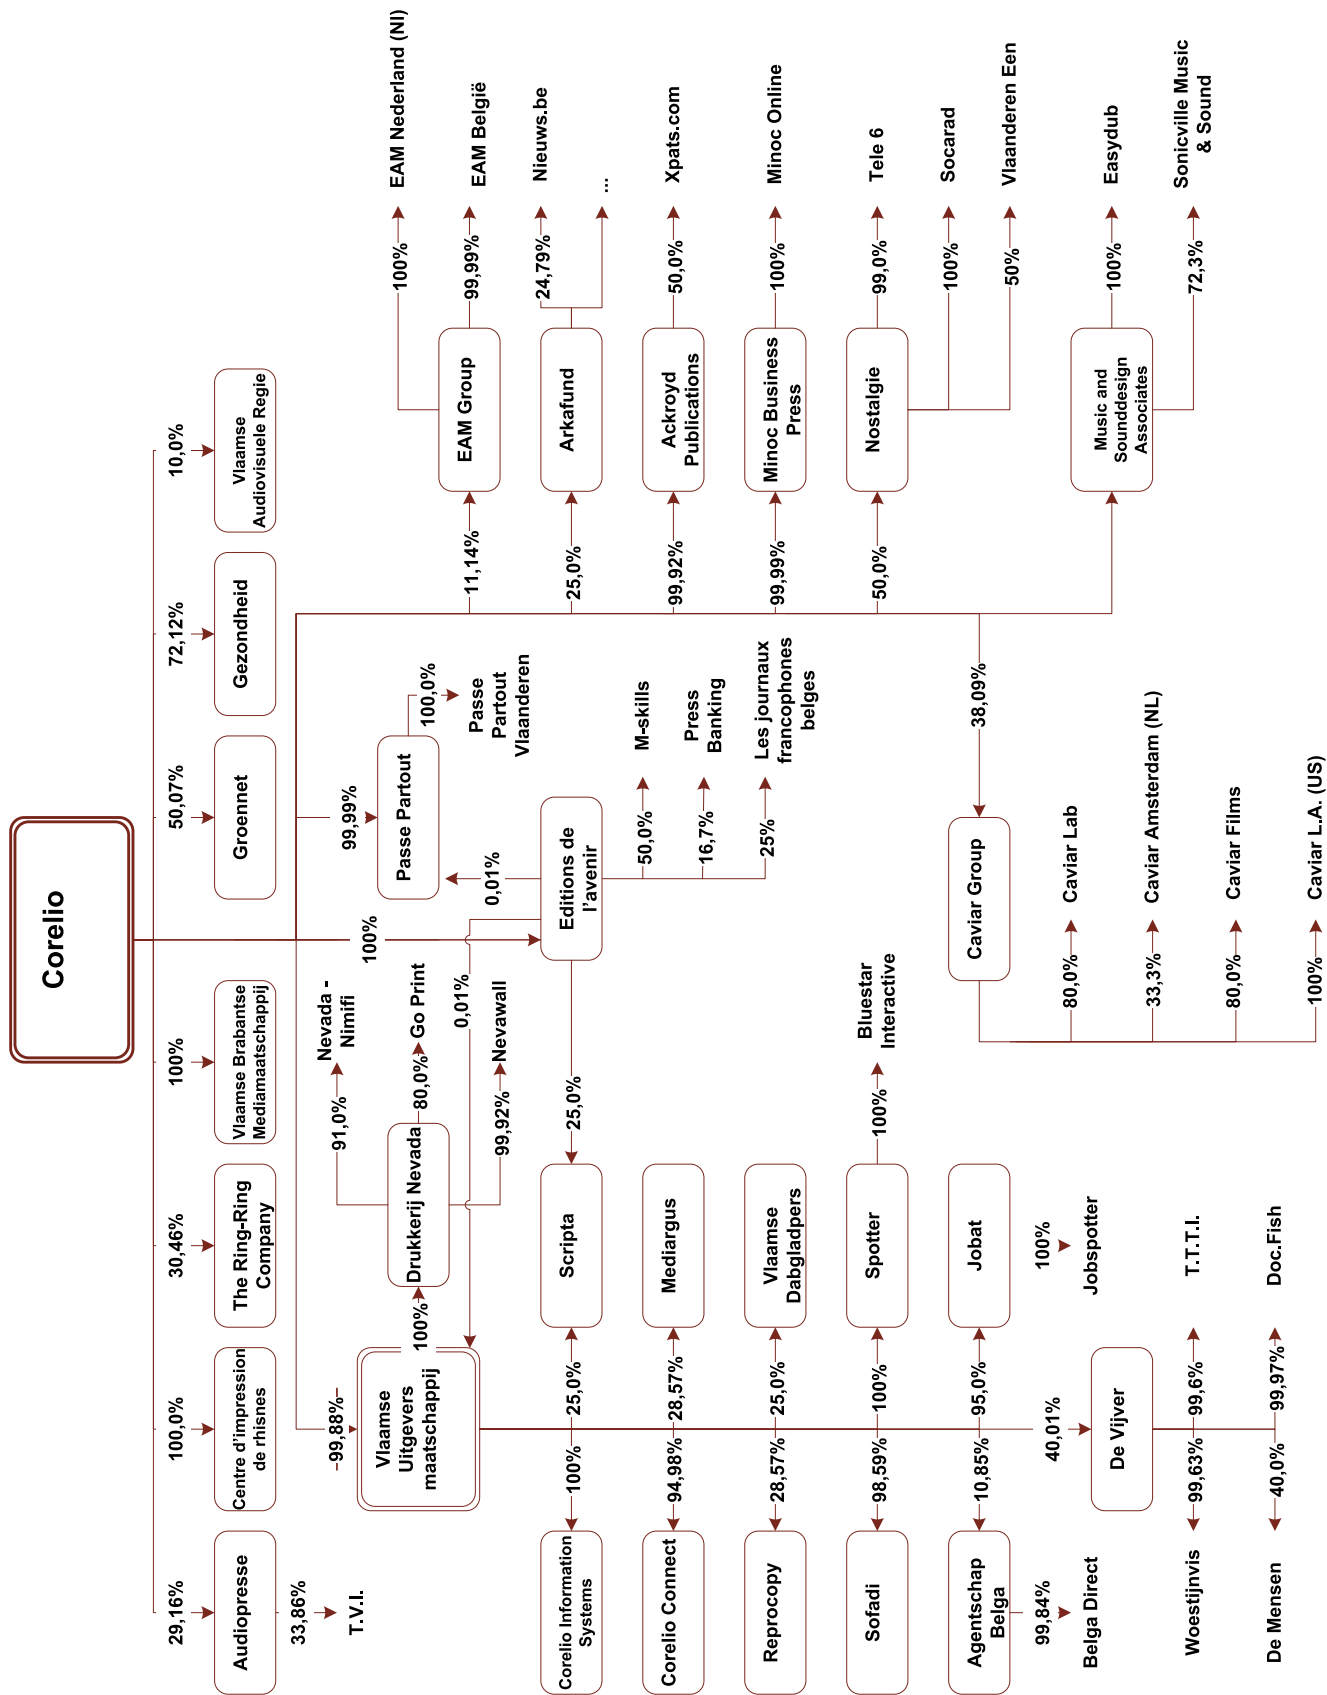 Corelio
29,16%
100,0%
30,46%
100%
50,07%
72,12%
10,0%
Audiopresse
Centre d’impression
de rhisnes
The Ring-Ring
Company
Vlaamse Brabantse
Mediamaatschappij
Groennet
Gezondheid
Vlaamse
Audiovisuele Regie
33,86%
T.V.I.
99,88%
Vlaamse
Uitgevers
maatschappij
100%
Drukkerij Nevada
91,0%
Nevada -
Nimifi
80,0%
Go Print
99,92%
Nevawall
0,01%
100%
99,99%
Passe Partout
100,0%
Passe
Partout
Vlaanderen
0,01%
Editions de
l’avenir
50,0%
M-skills
16,7%
Press
Banking
25%
Les journaux
francophones
belges
25,0%
Scripta
25,0%
100%
Corelio Information
Systems
Mediargus
28,57%
94,98%
Corelio Connect
Vlaamse
Dabgladpers
25,0%
28,57%
Reprocopy
Bluestar
Interactive
100%
Spotter
100%
98,59%
Sofadi
Jobat
95,0%
10,85%
Agentschap
Belga
100%
Jobspotter
99,84%
Belga Direct
40,01%
De Vijver
99,6%
T.T.T.I.
99,63%
Woestijnvis
99,97%
Doc.Fish
40,0%
De Mensen
11,14%
EAM Group
100%
EAM Nederland (NI)
99,99%
EAM België
25,0%
Arkafund
24,79%
Nieuws.be
...
99,92%
Ackroyd
Publications
50,0%
Xpats.com
99,99%
Minoc Business
Press
100%
Minoc Online
50,0%
Nostalgie
99,0%
Tele 6
100%
Socarad
50%
Vlaanderen Een
Music and
Sounddesign
Associates
100%
Easydub
72,3%
Sonicville Music
& Sound
38,09%
Caviar Group
80,0%
Caviar Lab
33,3%
Caviar Amsterdam (NL)
80,0%
Caviar Films
100%
Caviar L.A. (US)